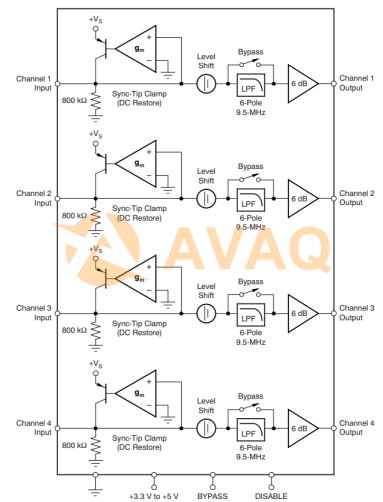 +VS
gm
+
−
Level
Shift
Bypass
LPF
6 dB
Channel 1
Input
Channel 1
Output
800 kΩ
Sync-Tip Clamp
(DC Restore)
6-Pole
9.5-MHz
+VS
gm
+
−
Level
Shift
Bypass
LPF
6 dB
Channel 2
Input
Channel 2
Output
800 kΩ
Sync-Tip Clamp
(DC Restore)
6-Pole
9.5-MHz
AVAQ
+VS
gm
+
−
Level
Shift
Bypass
LPF
6 dB
Channel 3
Input
Channel 3
Output
800 kΩ
Sync-Tip Clamp
(DC Restore)
6-Pole
9.5-MHz
+VS
gm
+
−
Level
Shift
Bypass
LPF
6 dB
Channel 4
Input
Channel 4
Output
800 kΩ
Sync-Tip Clamp
(DC Restore)
6-Pole
9.5-MHz
+3.3 V to +5 V
BYPASS
DISABLE